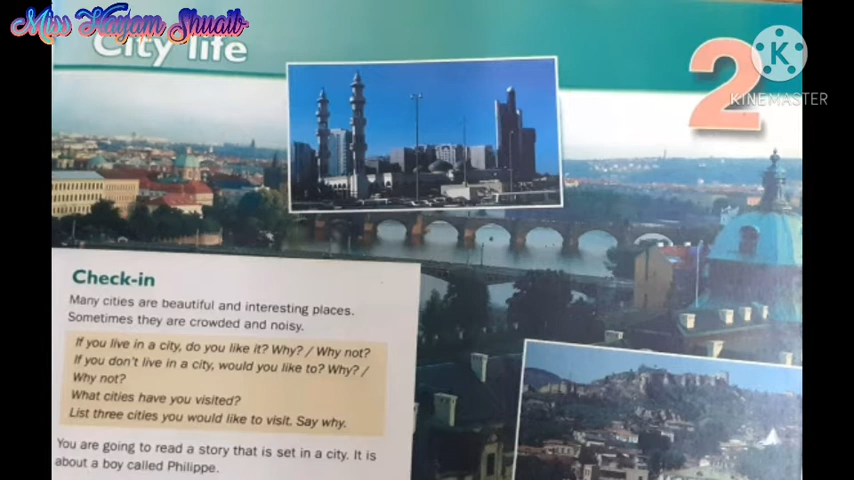 Miss Hayam Shuaib
City life
2
K
KINEMASTER
Check-in
Many cities are beautiful and interesting places.
Sometimes they are crowded and noisy.
If you live in a city, do you like it? Why? / Why not?
If you don't live in a city, would you like to? Why? /
Why not?
What cities have you visited?
List three cities you would like to visit. Say why.
You are going to read a story that is set in a city. It is
about a boy called Philippe.